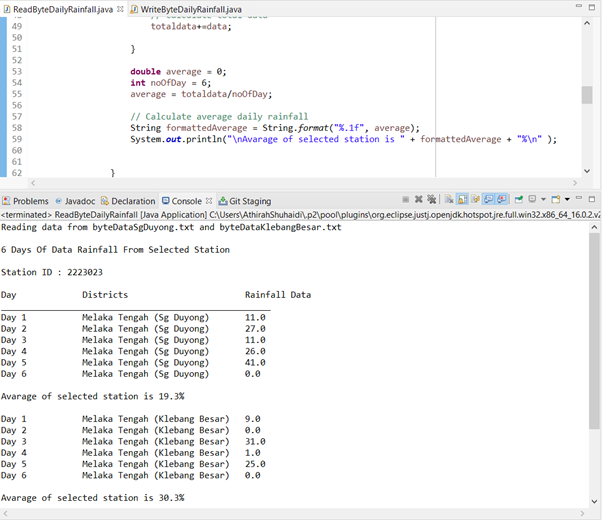 ReadByteDailyRainfall.java WriteByteDailyRainfall.java
49 totaldata+=data;
50
51 }
52
53 double average = 0;
54 int noOfDay = 6;
55 average = totaldata/noOfDay;
56
57 // Calculate average daily rainfall
58 String formattedAverage = String.format("%.1f", average);
59 System.out.println("\nAvarage of selected station is " + formattedAverage + "%\n" );
60
61
62 }
Problems Javadoc Declaration Console Git Staging
<terminated> ReadByteDailyRainfall [Java Application] C:\Users\AthirahShuhaidi\.p2\pool\plugins\org.eclipse.justj.openjdk.hotspot.jre.full.win32.x86_64_16.0.2.v2
Reading data from byteDataSgDuyong.txt and byteDataKlebangBesar.txt
6 Days Of Data Rainfall From Selected Station
Station ID : 2223023
Day Districts Rainfall Data
Day 1 Melaka Tengah (Sg Duyong) 11.0
Day 2 Melaka Tengah (Sg Duyong) 27.0
Day 3 Melaka Tengah (Sg Duyong) 11.0
Day 4 Melaka Tengah (Sg Duyong) 26.0
Day 5 Melaka Tengah (Sg Duyong) 41.0
Day 6 Melaka Tengah (Sg Duyong) 0.0
Avarage of selected station is 19.3%
Day 1 Melaka Tengah (Klebang Besar) 9.0
Day 2 Melaka Tengah (Klebang Besar) 0.0
Day 3 Melaka Tengah (Klebang Besar) 31.0
Day 4 Melaka Tengah (Klebang Besar) 1.0
Day 5 Melaka Tengah (Klebang Besar) 25.0
Day 6 Melaka Tengah (Klebang Besar) 0.0
Avarage of selected station is 30.3%